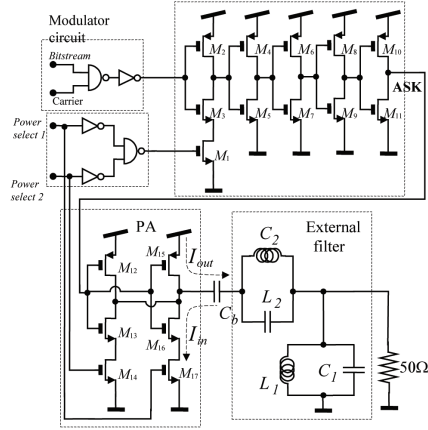 Modulator
circuit
Bitstream
Carrier
M2
M4
M6
M8
M10
ASK
M3
M5
M7
M9
M11
Power
select 1
Power
select 2
M1
PA
External
filter
M12
M15
Iout
C2
L2
Cb
M13
M16
Iin
M14
M17
L1
C1
50Ω